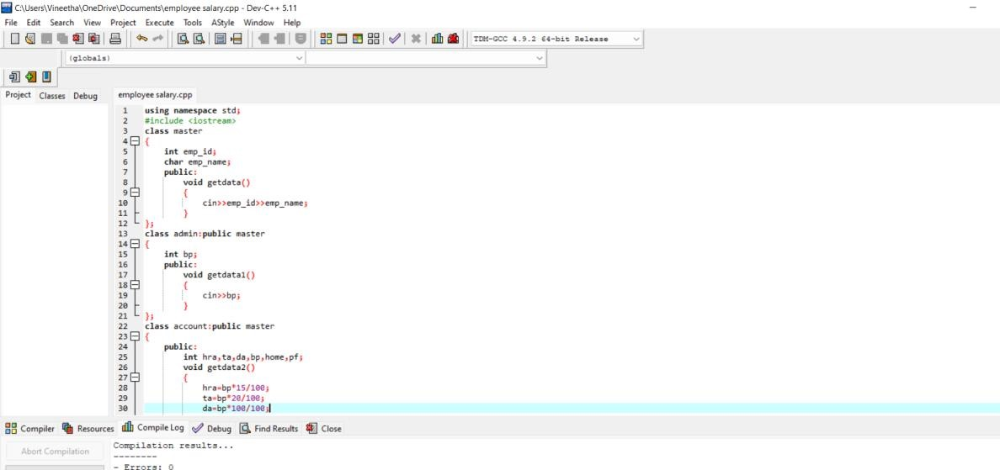 C:\Users\Vineetha\OneDrive\Documents\employee salary.cpp - Dev-C++ 5.11
File Edit Search View Project Execute Tools AStyle Window Help
TDM-GCC 4.9.2 64-bit Release
(globals)
Project Classes Debug employee salary.cpp
1 using namespace std;
2 #include <iostream>
3 class master
4 {
5 int emp_id;
6 char emp_name;
7 public:
8 void getdata()
9 {
10 cin>>emp_id>>emp_name;
11 }
12 };
13 class admin:public master
14 {
15 int bp;
16 public:
17 void getdata1()
18 {
19 cin>>bp;
20 }
21 };
22 class account:public master
23 {
24 public:
25 int hra,ta,da,bp,home,pf;
26 void getdata2()
27 {
28 hra=bp*15/100;
29 ta=bp*20/100;
30 da=bp*100/100;
Compiler Resources Compile Log Debug Find Results Close
Abort Compilation
Compilation results...
--------
- Errors: 0